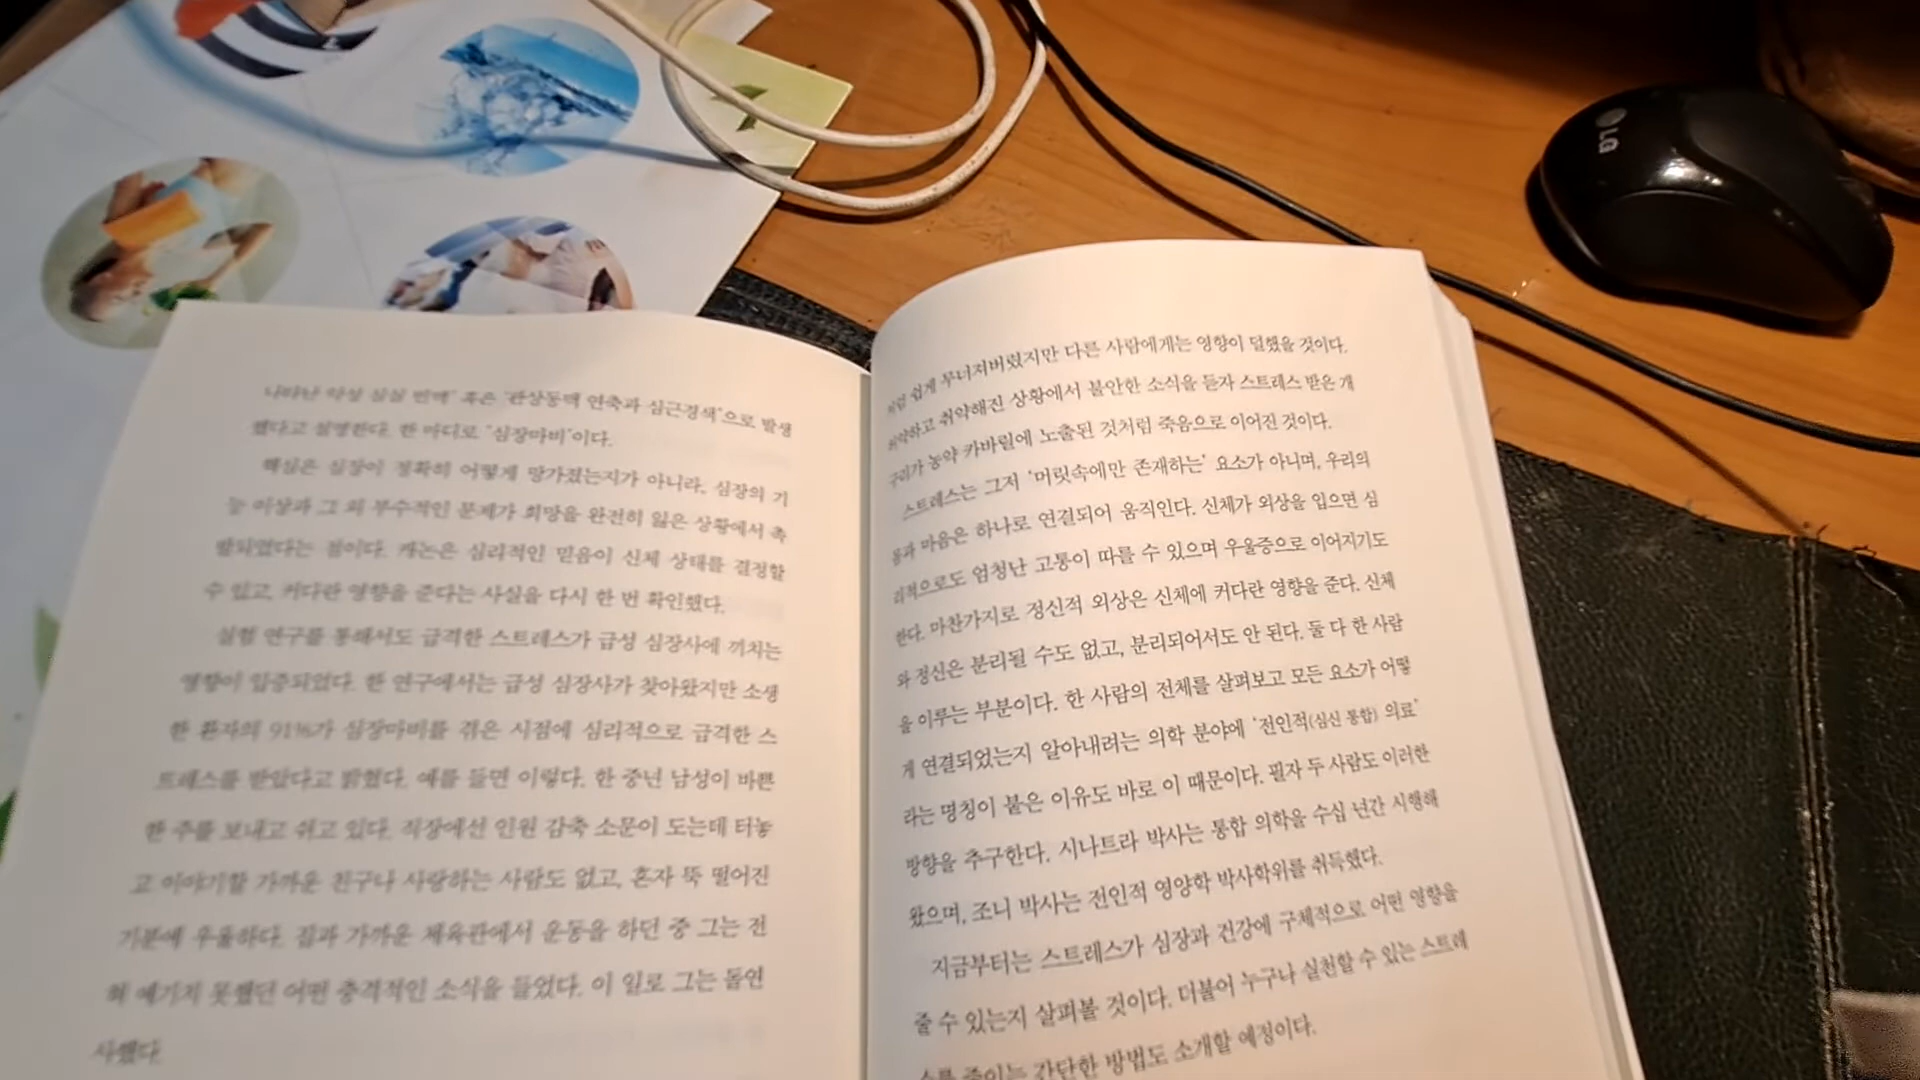 LG
나타난 악성 심실 빈맥’ 혹은 ‘관상동맥 연축과 심근경색’으로 발생
했다고 설명한다. 한 마디로 ‘심장마비’이다.
핵심은 심장이 정확히 어떻게 망가졌는지가 아니라, 심장의 기
능 이상과 그 외 부수적인 문제가 희망을 완전히 잃은 상황에서 촉
발되었다는 점이다. 캐논은 심리적인 믿음이 신체 상태를 결정할
수 있고, 커다란 영향을 준다는 사실을 다시 한 번 확인했다.
실험 연구를 통해서도 급격한 스트레스가 급성 심장사에 끼치는
영향이 입증되었다. 한 연구에서는 급성 심장사가 찾아왔지만 소생
한 환자의 91%가 심장마비를 겪은 시점에 심리적으로 급격한 스
트레스를 받았다고 밝혔다. 예를 들면 이렇다. 한 중년 남성이 바쁜
한 주를 보내고 쉬고 있다. 직장에선 인원 감축 소문이 도는데 터놓
고 이야기할 가까운 친구나 사랑하는 사람도 없고, 혼자 뚝 떨어진
기분에 우울하다. 집과 가까운 체육관에서 운동을 하던 중 그는 전
혀 예기치 못했던 어떤 충격적인 소식을 들었다. 이 일로 그는 돌연
사했다.
처럼 쉽게 무너져버렸지만 다른 사람에게는 영향이 덜했을 것이다.
허약하고 취약해진 상황에서 불안한 소식을 듣자 스트레스 받은 개
구리가 농약 카바릴에 노출된 것처럼 죽음으로 이어진 것이다.
스트레스는 그저 ‘머릿속에만 존재하는’ 요소가 아니며, 우리의
몸과 마음은 하나로 연결되어 움직인다. 신체가 외상을 입으면 심
리적으로도 엄청난 고통이 따를 수 있으며 우울증으로 이어지기도
한다. 마찬가지로 정신적 외상은 신체에 커다란 영향을 준다. 신체
와 정신은 분리될 수도 없고, 분리되어서도 안 된다. 둘 다 한 사람
을 이루는 부분이다. 한 사람의 전체를 살펴보고 모든 요소가 어떻
게 연결되었는지 알아내려는 의학 분야에 ‘전인적(심신 통합) 의료’
라는 명칭이 붙은 이유도 바로 이 때문이다. 필자 두 사람도 이러한
방향을 추구한다. 시나트라 박사는 통합 의학을 수십 년간 시행해
왔으며, 조니 박사는 전인적 영양학 박사학위를 취득했다.
지금부터는 스트레스가 심장과 건강에 구체적으로 어떤 영향을
줄 수 있는지 살펴볼 것이다. 더불어 누구나 실천할 수 있는 스트레
스를 줄이는 간단한 방법도 소개할 예정이다.